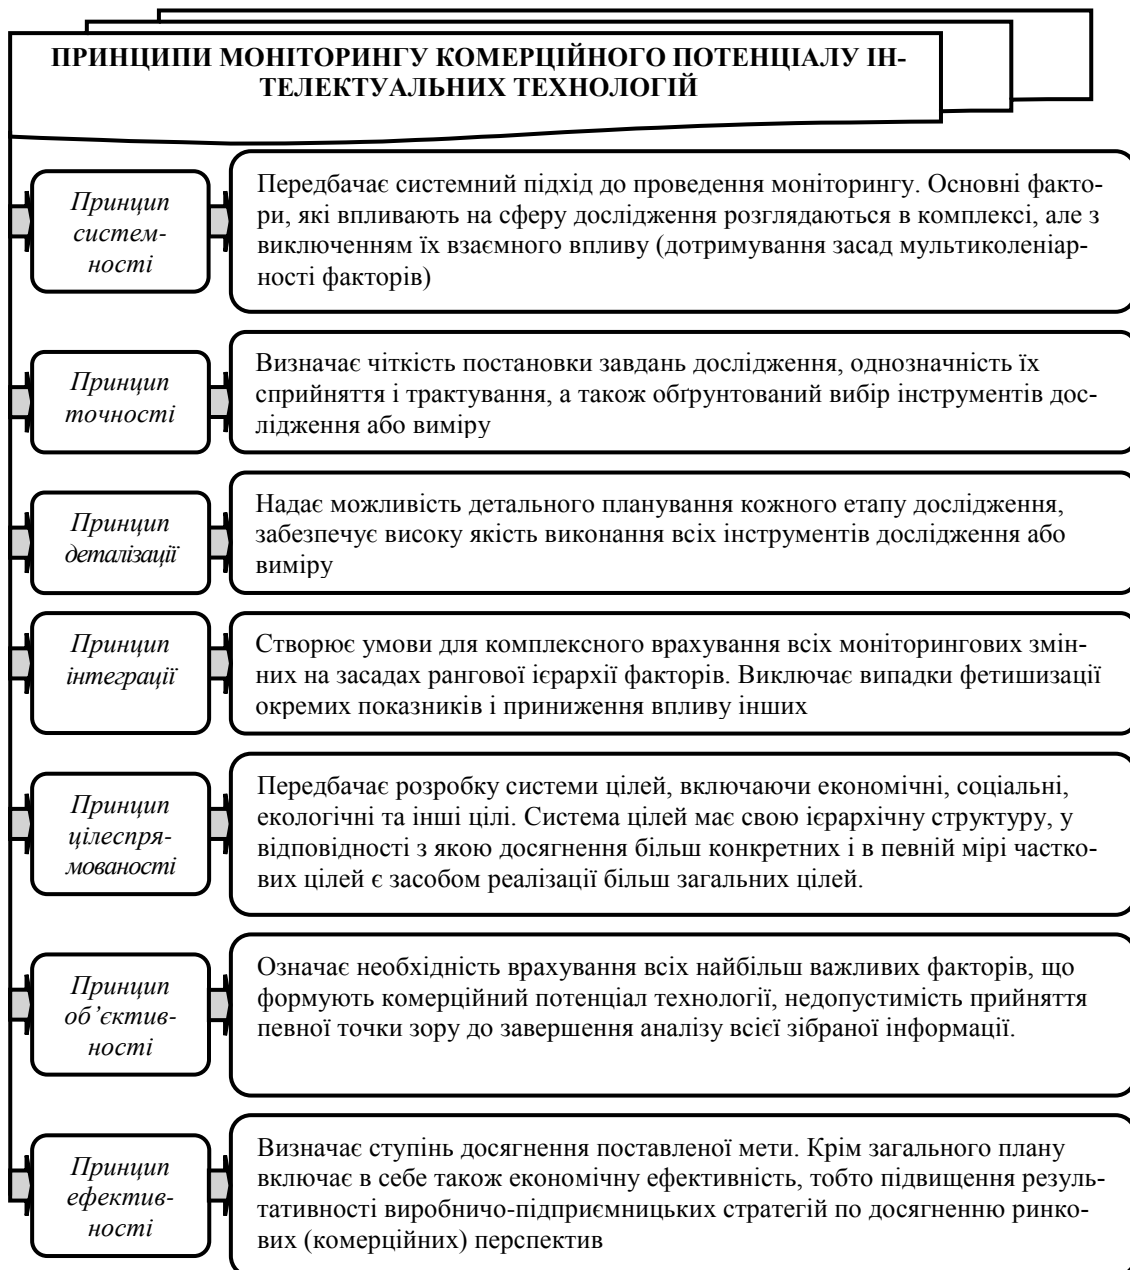 ПРИНЦИПИ МОНІТОРИНГУ КОМЕРЦІЙНОГО ПОТЕНЦІАЛУ ІН-
ТЕЛЕКТУАЛЬНИХ ТЕХНОЛОГІЙ
Принцип
систем-
ності
Передбачає системний підхід до проведення моніторингу. Основні факто-
ри, які впливають на сферу дослідження розглядаються в комплексі, але з
виключенням їх взаємного впливу (дотримування засад мультиколеніар-
ності факторів)
Принцип
точності
Визначає чіткість постановки завдань дослідження, однозначність їх
сприйняття і трактування, а також обґрунтований вибір інструментів дос-
лідження або виміру
Принцип
деталізації
Надає можливість детального планування кожного етапу дослідження,
забезпечує високу якість виконання всіх інструментів дослідження або
виміру
Принцип
інтеграції
Створює умови для комплексного врахування всіх моніторингових змін-
них на засадах рангової ієрархії факторів. Виключає випадки фетишизації
окремих показників і приниження впливу інших
Принцип
цілеспря-
мованості
Передбачає розробку системи цілей, включаючи економічні, соціальні,
екологічні та інші цілі. Система цілей має свою ієрархічну структуру, у
відповідності з якою досягнення більш конкретних і в певній мірі частко-
вих цілей є засобом реалізації більш загальних цілей.
Принцип
об’єктив-
ності
Означає необхідність врахування всіх найбільш важливих факторів, що
формують комерційний потенціал технології, недопустимість прийняття
певної точки зору до завершення аналізу всієї зібраної інформації.
Принцип
ефектив-
ності
Визначає ступінь досягнення поставленої мети. Крім загального плану
включає в себе також економічну ефективність, тобто підвищення резуль-
тативності виробничо-підприємницьких стратегій по досягненню ринко-
вих (комерційних) перспектив